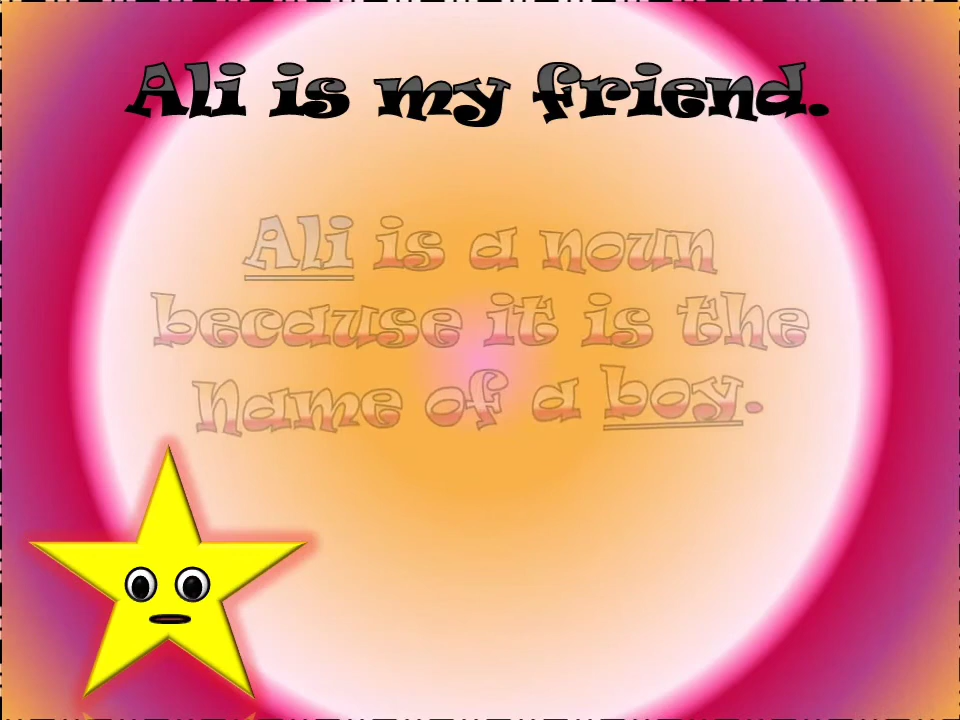 Ali is my friend.
Ali is a noun
because it is the
name of a boy.